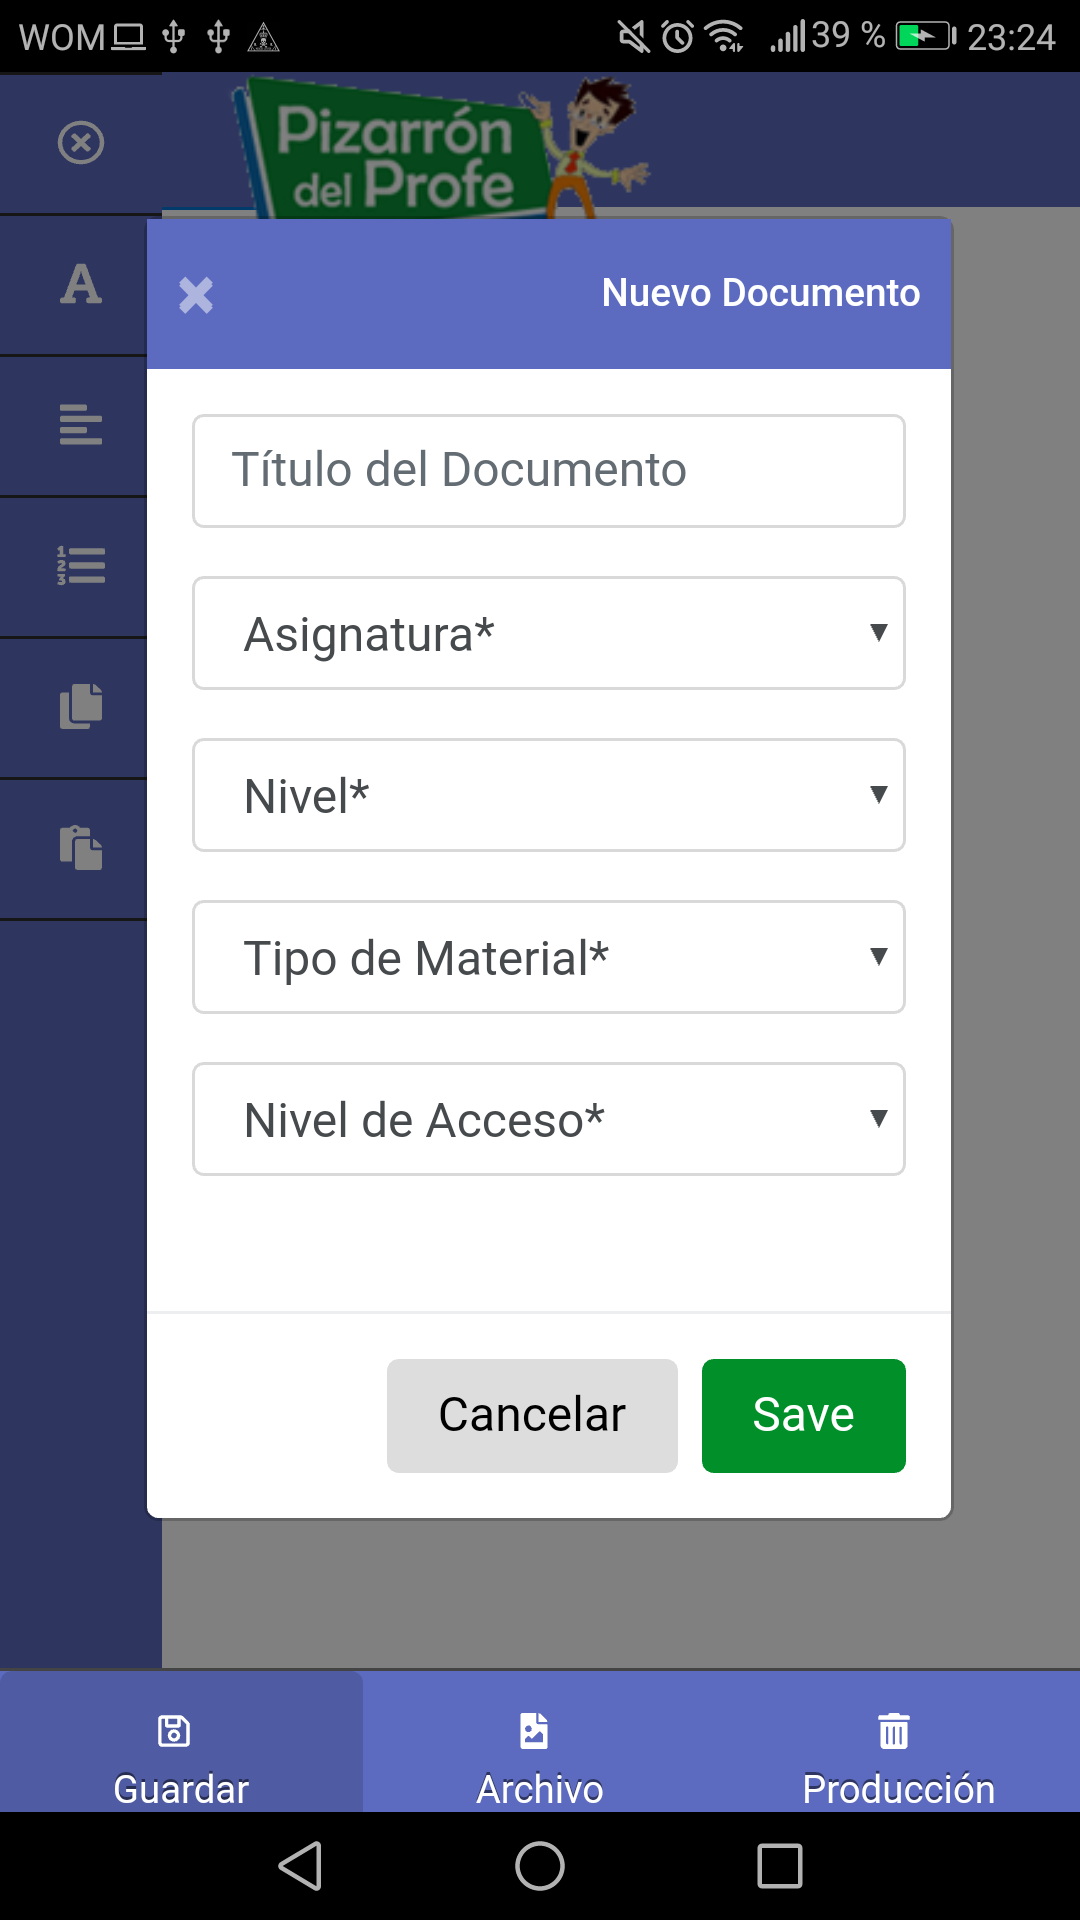 WOM 39 % 23:24
Pizarrón
del Profe
Nuevo Documento
Título del Documento
Asignatura*
Nivel*
Tipo de Material*
Nivel de Acceso*
Cancelar Save
Guardar Archivo Producción